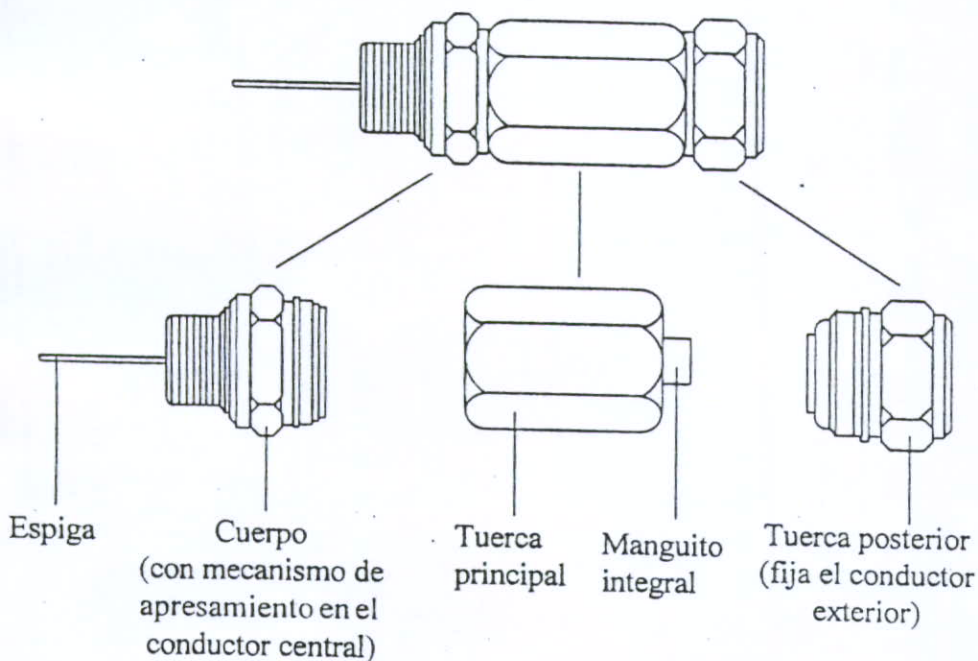 Espiga
Cuerpo
(con mecanismo de
apresamiento en el
conductor central)
Tuerca
principal
Manguito
integral
Tuerca posterior
(fija el conductor
exterior)